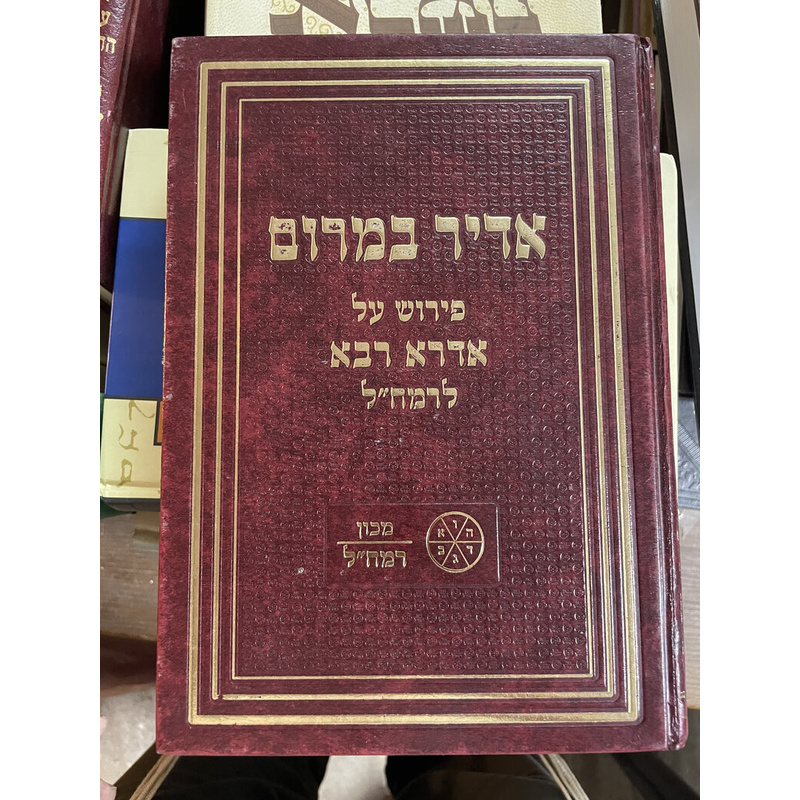 אדיר במרום
פירוש על
אדרא רבא
לרמח״ל
מכון
רמח״ל
א ו ה ד ג ב